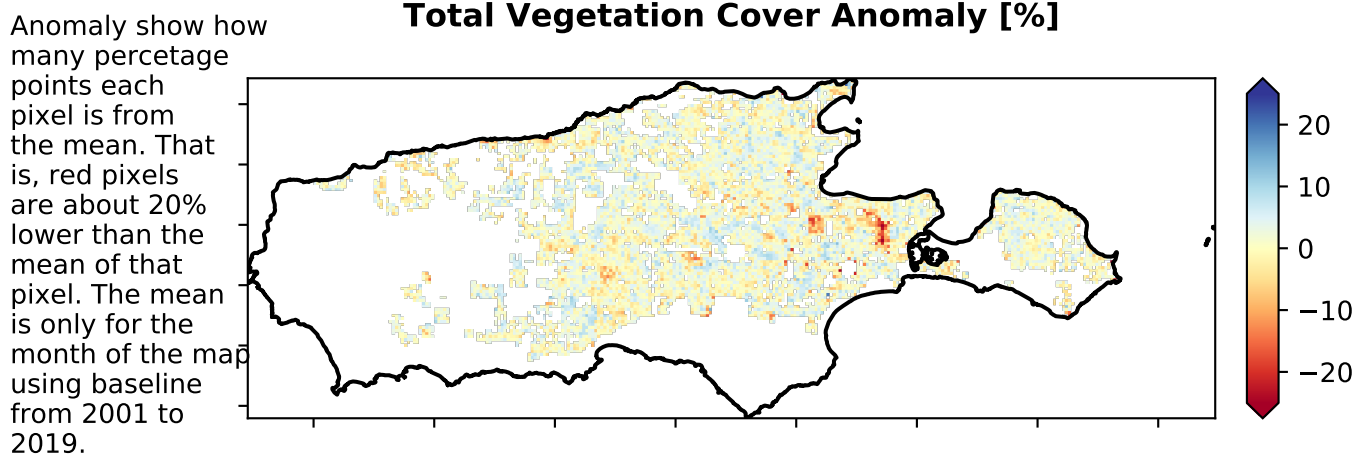 Total Vegetation Cover Anomaly [%]
Anomaly show how
many percetage
points each
pixel is from
the mean. That
is, red pixels
are about 20%
lower than the
mean of that
pixel. The mean
is only for the
month of the map
using baseline
from 2001 to
2019.
20
10
0
−10
−20